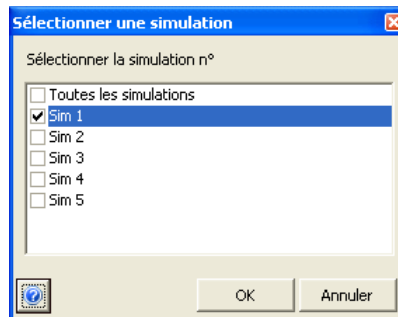 Sélectionner une simulation
Sélectionner la simulation n°
Toutes les simulations
Sim 1
Sim 2
Sim 3
Sim 4
Sim 5
OK
Annuler